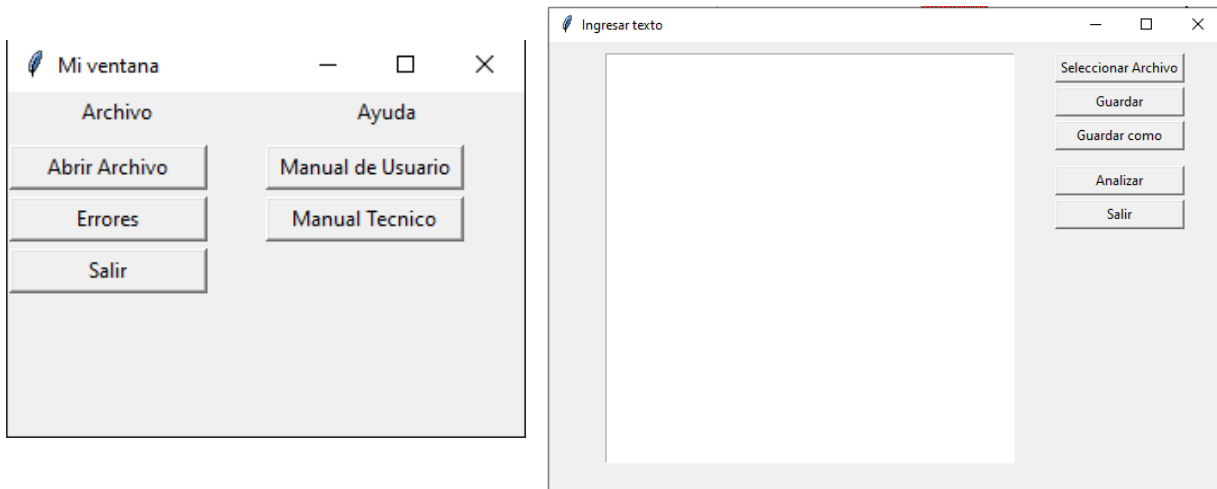 Mi ventana
Archivo
Ayuda
Abrir Archivo
Manual de Usuario
Errores
Manual Tecnico
Salir
Ingresar texto
Seleccionar Archivo
Guardar
Guardar como
Analizar
Salir